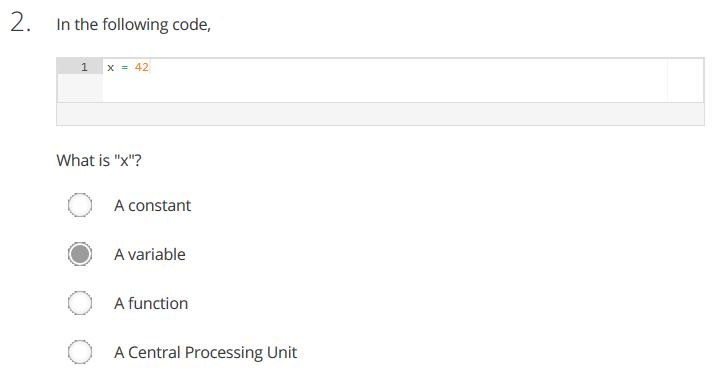 2. In the following code,
1 x = 42
What is "x"?
A constant
A variable
A function
A Central Processing Unit